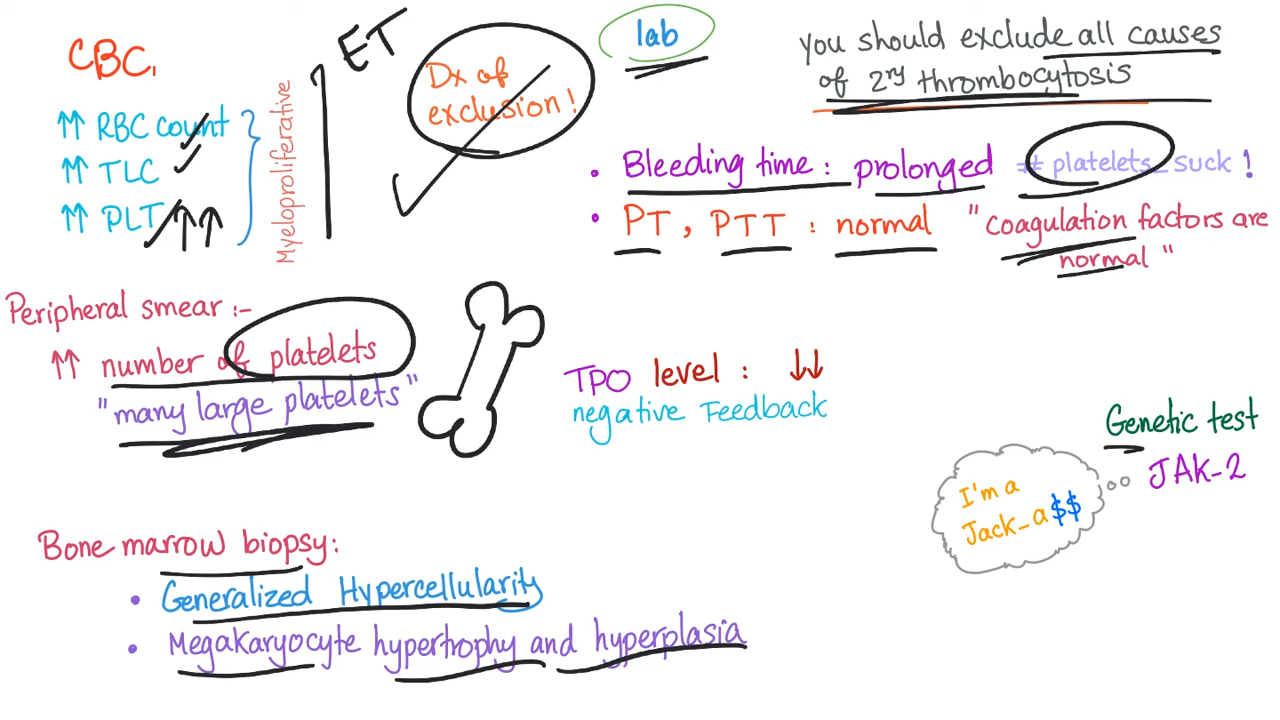 CBC,
↑↑ RBC count
↑↑ TLC
↑↑ PLT ↑↑
Myeloproliferative
ET
Dx of
exclusion!
lab
you should exclude all causes
of 2ry thrombocytosis
• Bleeding time: prolonged platelets suck!
• PT, PTT : normal "coagulation factors are
normal"
Peripheral smear :-
↑↑ number of platelets
"many large platelets"
TPO level : ↓↓
negative Feedback
Genetic test
JAK-2
I'm a
Jack_a$$
Bone marrow biopsy:
• Generalized Hypercellularity
• Megakaryocyte hypertrophy and hyperplasia